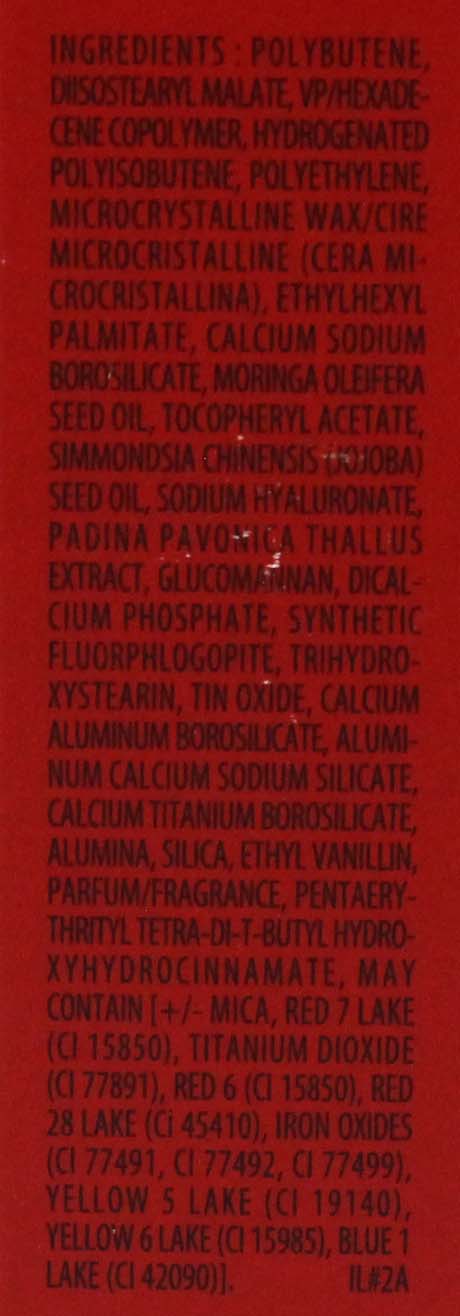 INGREDIENTS : POLYBUTENE,
DIISOSTEARYL MALATE, VP/HEXADE-
CENE COPOLYMER, HYDROGENATED
POLYISOBUTENE, POLYETHYLENE,
MICROCRYSTALLINE WAX/CIRE
MICROCRISTALLINE (CERA MI-
CROCRISTALLINA), ETHYLHEXYL
PALMITATE, CALCIUM SODIUM
BOROSILICATE, MORINGA OLEIFERA
SEED OIL, TOCOPHERYL ACETATE,
SIMMONDSIA CHINENSIS (JOJOBA)
SEED OIL, SODIUM HYALURONATE,
PADINA PAVONICA THALLUS
EXTRACT, GLUCOMANNAN, DICAL-
CIUM PHOSPHATE, SYNTHETIC
FLUORPHLOGOPITE, TRIHYDRO-
XYSTEARIN, TIN OXIDE, CALCIUM
ALUMINUM BOROSILICATE, ALUMI-
NUM CALCIUM SODIUM SILICATE,
CALCIUM TITANIUM BOROSILICATE,
ALUMINA, SILICA, ETHYL VANILLIN,
PARFUM/FRAGRANCE, PENTAERY-
THRITYL TETRA-DI-T-BUTYL HYDRO-
XYHYDROCINNAMATE, MAY
CONTAIN [+/- MICA, RED 7 LAKE
(CI 15850), TITANIUM DIOXIDE
(CI 77891), RED 6 (CI 15850), RED
28 LAKE (Ci 45410), IRON OXIDES
(CI 77491, CI 77492, CI 77499),
YELLOW 5 LAKE (CI 19140),
YELLOW 6 LAKE (CI 15985), BLUE 1
LAKE (CI 42090)]. IL#2A